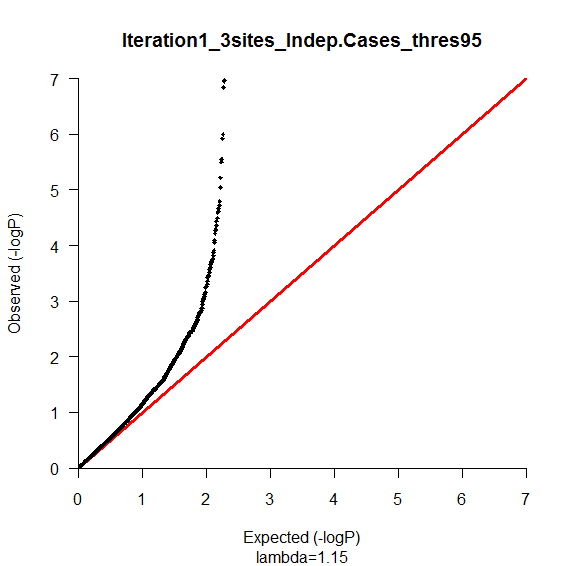 Iteration1_3sites_Indep.Cases_thres95
7
6
5
4
3
2
1
0
Observed (-logP)
0 1 2 3 4 5 6 7
Expected (-logP)
lambda=1.15